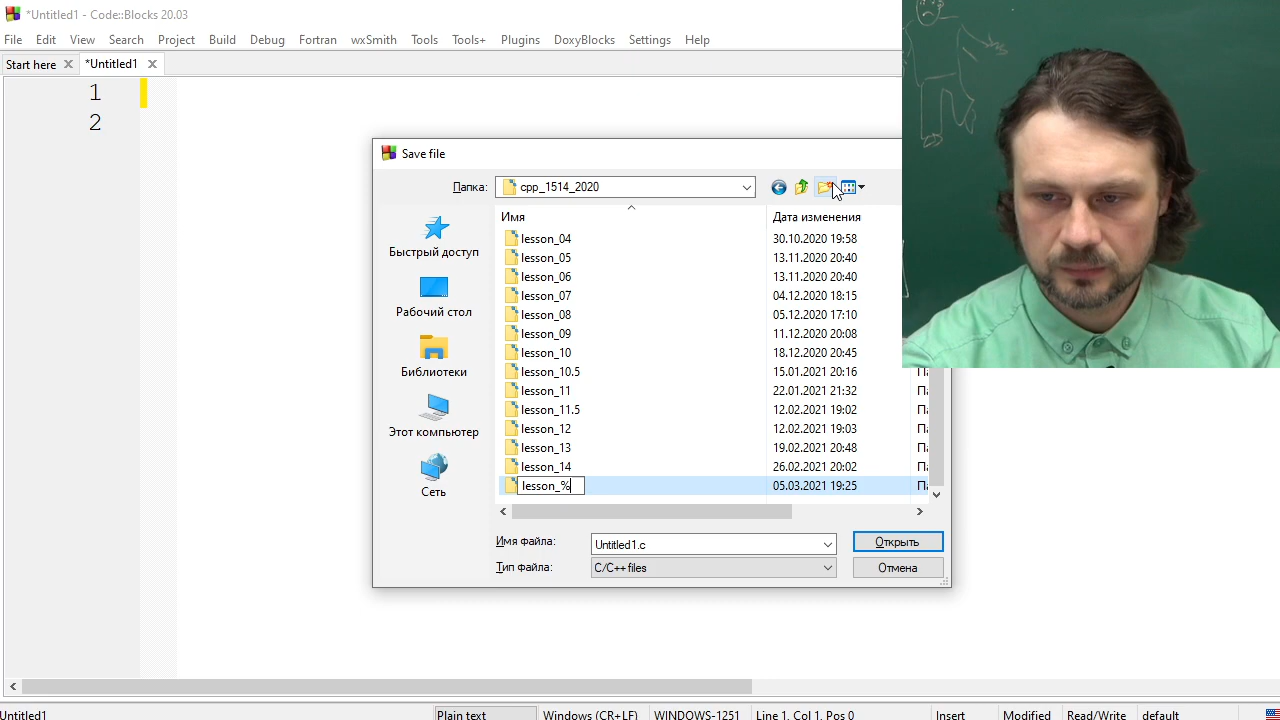 *Untitled1 - Code::Blocks 20.03
File Edit View Search Project Build Debug Fortran wxSmith Tools Tools+ Plugins DoxyBlocks Settings Help
Start here *Untitled1
1
2
Save file
Папка: cpp_1514_2020
Имя Дата изменения
lesson_04 30.10.2020 19:58
lesson_05 13.11.2020 20:40
lesson_06 13.11.2020 20:40
lesson_07 04.12.2020 18:15
lesson_08 05.12.2020 17:10
lesson_09 11.12.2020 20:08
lesson_10 18.12.2020 20:45
lesson_10.5 15.01.2021 20:16
lesson_11 22.01.2021 21:32
lesson_11.5 12.02.2021 19:02
lesson_12 12.02.2021 19:03
lesson_13 19.02.2021 20:48
lesson_14 26.02.2021 20:02
lesson_% 05.03.2021 19:25
Быстрый доступ
Рабочий стол
Библиотеки
Этот компьютер
Сеть
Имя файла: Untitled1.c Открыть
Тип файла: C/C++ files Отмена
Untitled1 Plain text Windows (CR+LF) WINDOWS-1251 Line 1, Col 1, Pos 0 Insert Modified Read/Write default